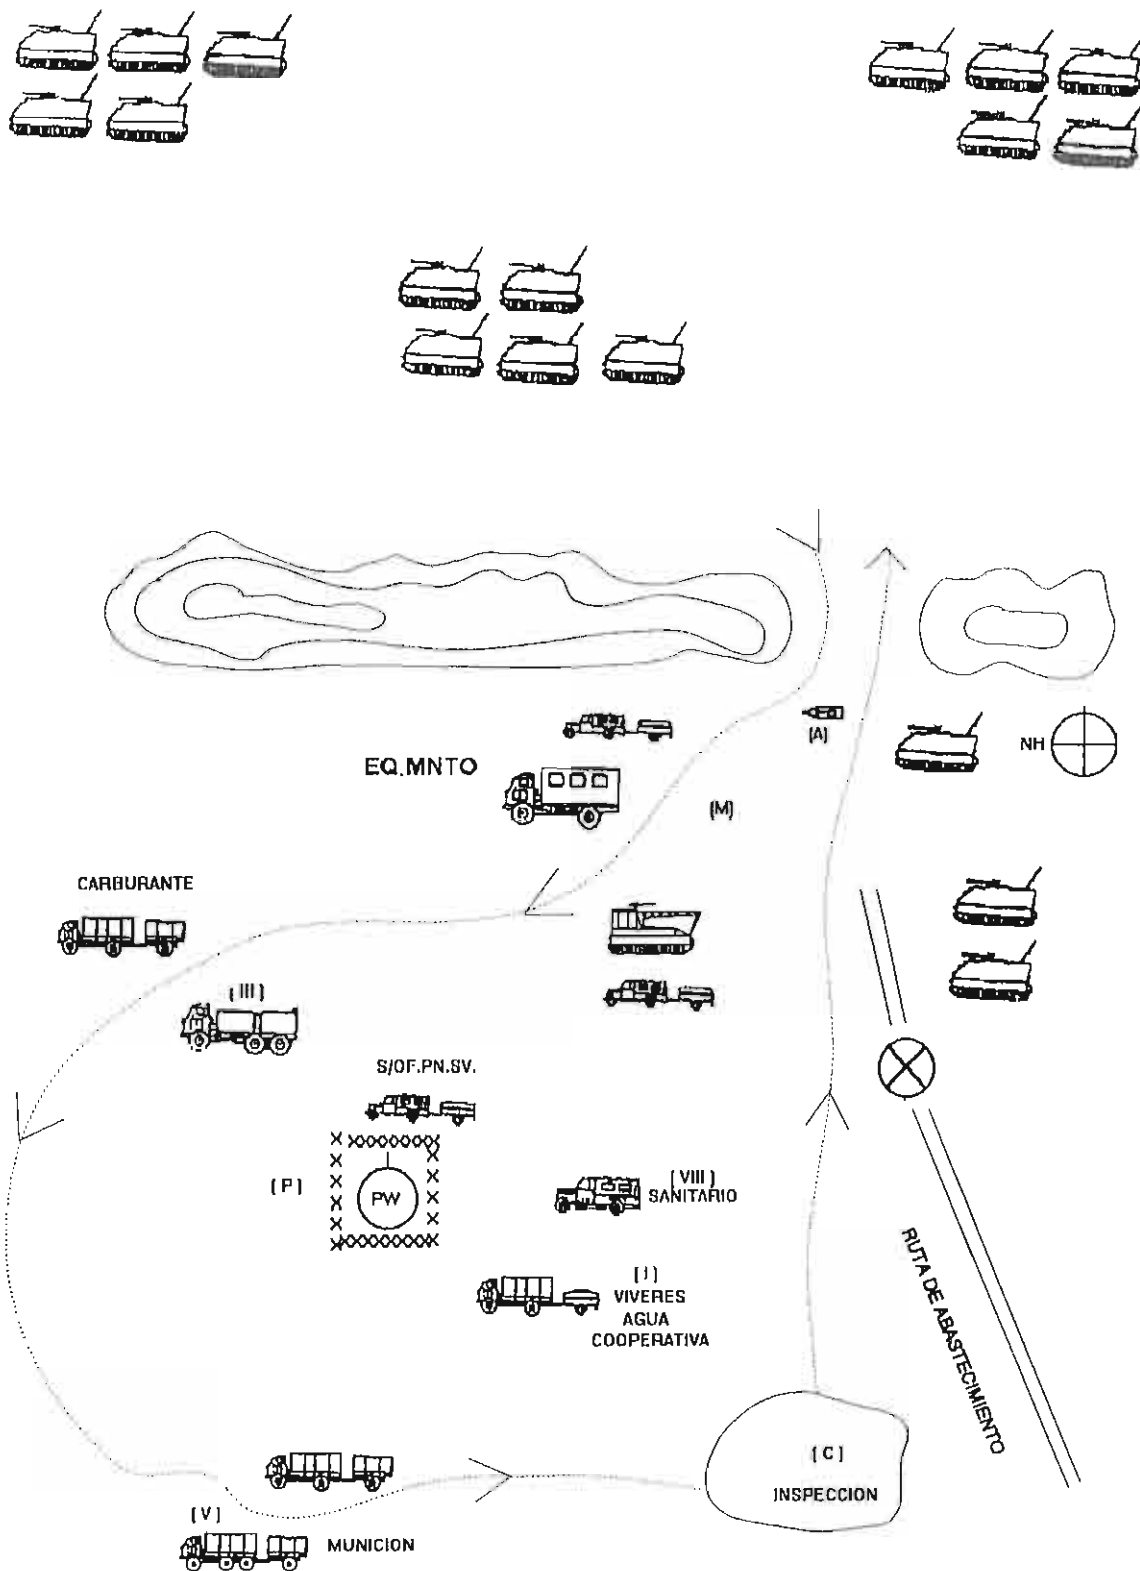 (A)
NH
EQ.MNTO
(M)
CARBURANTE
(III)
S/OF.PN.SV.
(P)
PW
(VIII)
SANITARIO
(I)
VIVERES
AGUA
COOPERATIVA
RUTA DE ABASTECIMIENTO
(C)
INSPECCION
(V)
MUNICION